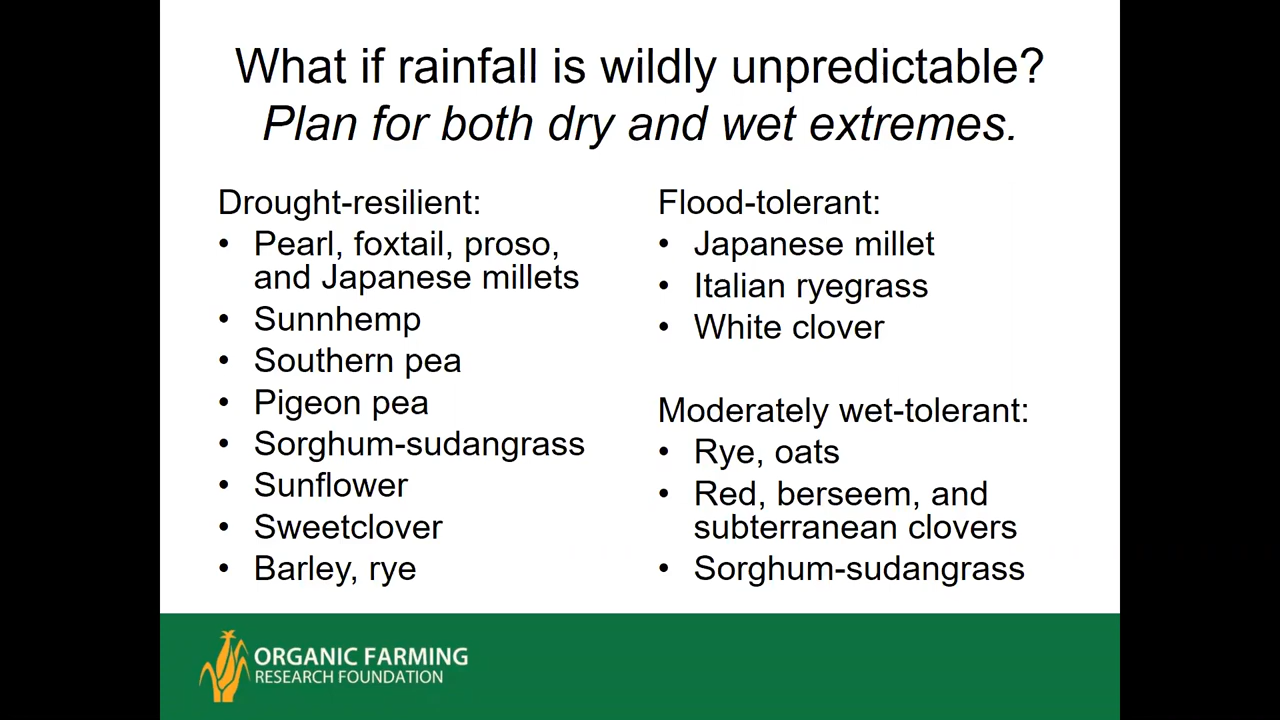 What if rainfall is wildly unpredictable?
Plan for both dry and wet extremes.
Drought-resilient:
• Pearl, foxtail, proso,
and Japanese millets
• Sunnhemp
• Southern pea
• Pigeon pea
• Sorghum-sudangrass
• Sunflower
• Sweetclover
• Barley, rye
Flood-tolerant:
• Japanese millet
• Italian ryegrass
• White clover
Moderately wet-tolerant:
• Rye, oats
• Red, berseem, and
subterranean clovers
• Sorghum-sudangrass
ORGANIC FARMING
RESEARCH FOUNDATION